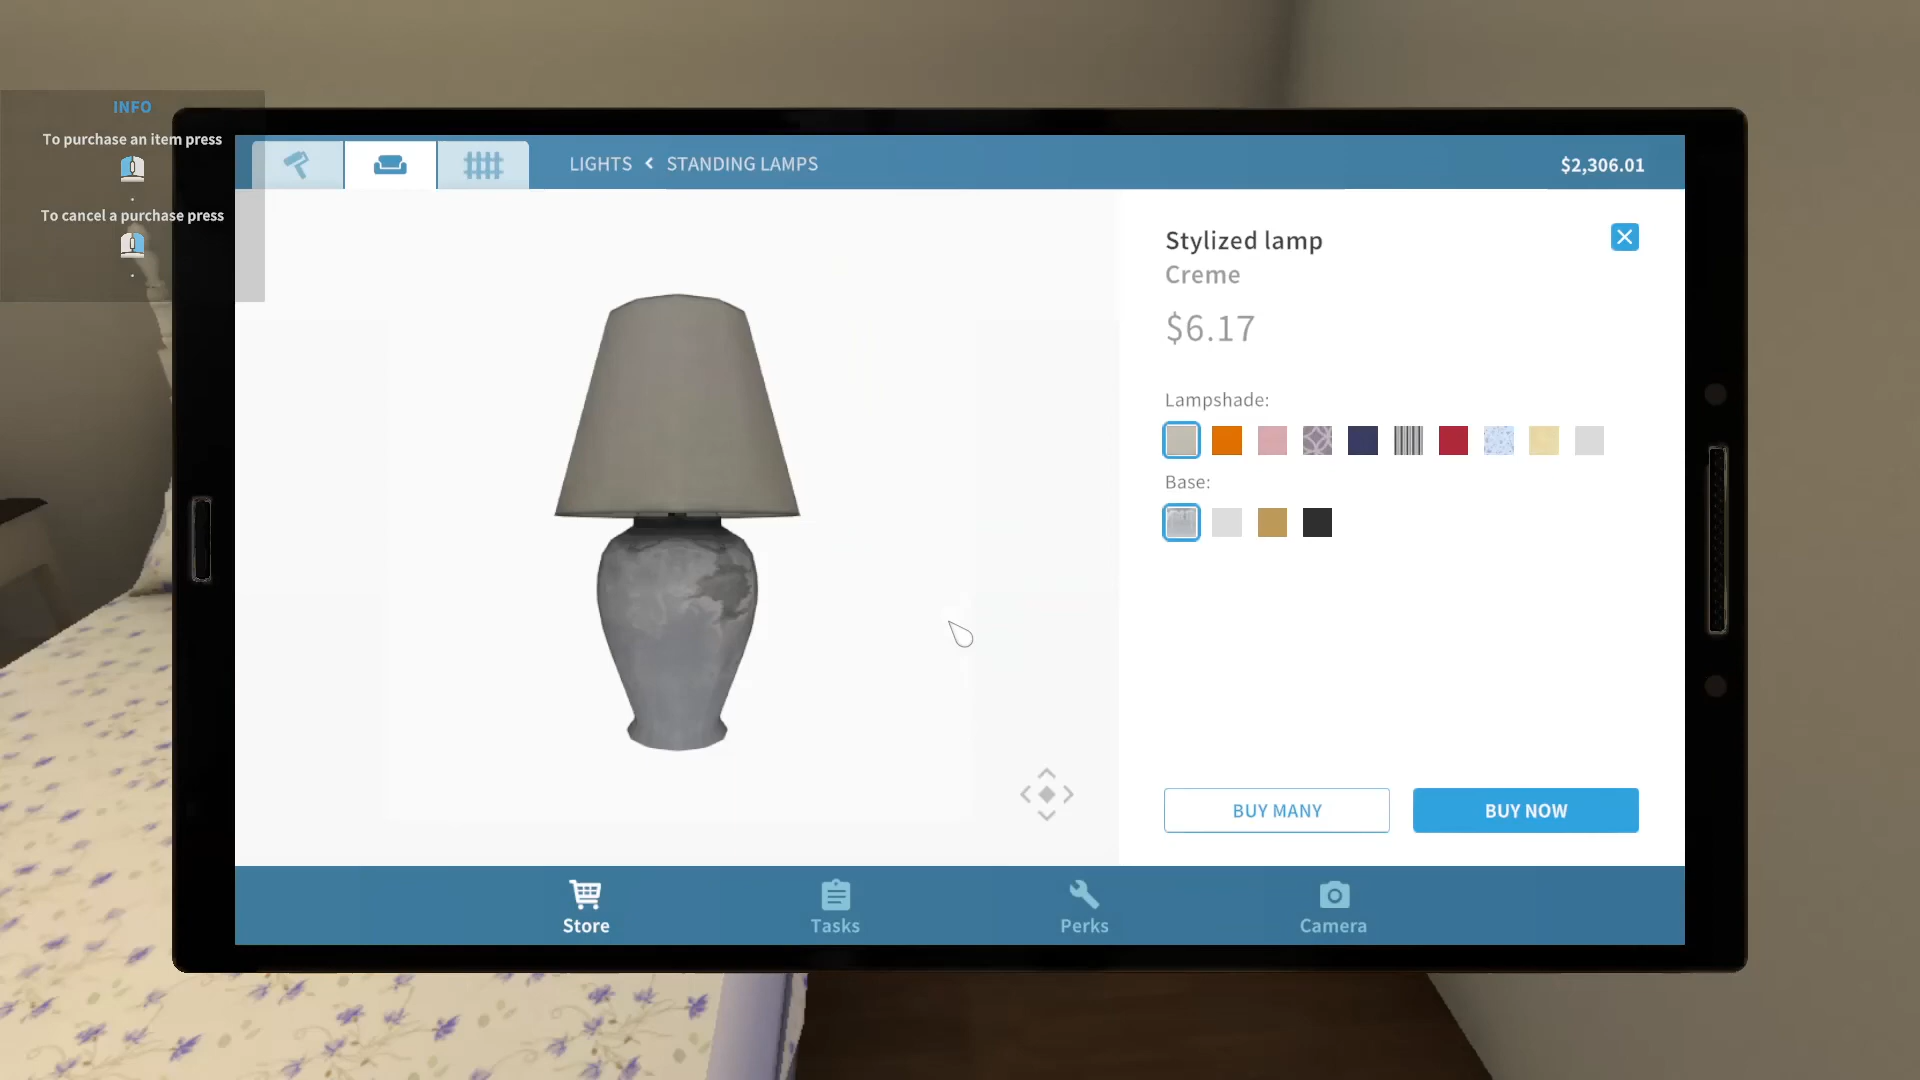 INFO
To purchase an item press
.
To cancel a purchase press
.
LIGHTS < STANDING LAMPS
$2,306.01
Stylized lamp
Creme
$6.17
Lampshade:
Base:
BUY MANY
BUY NOW
Store
Tasks
Perks
Camera